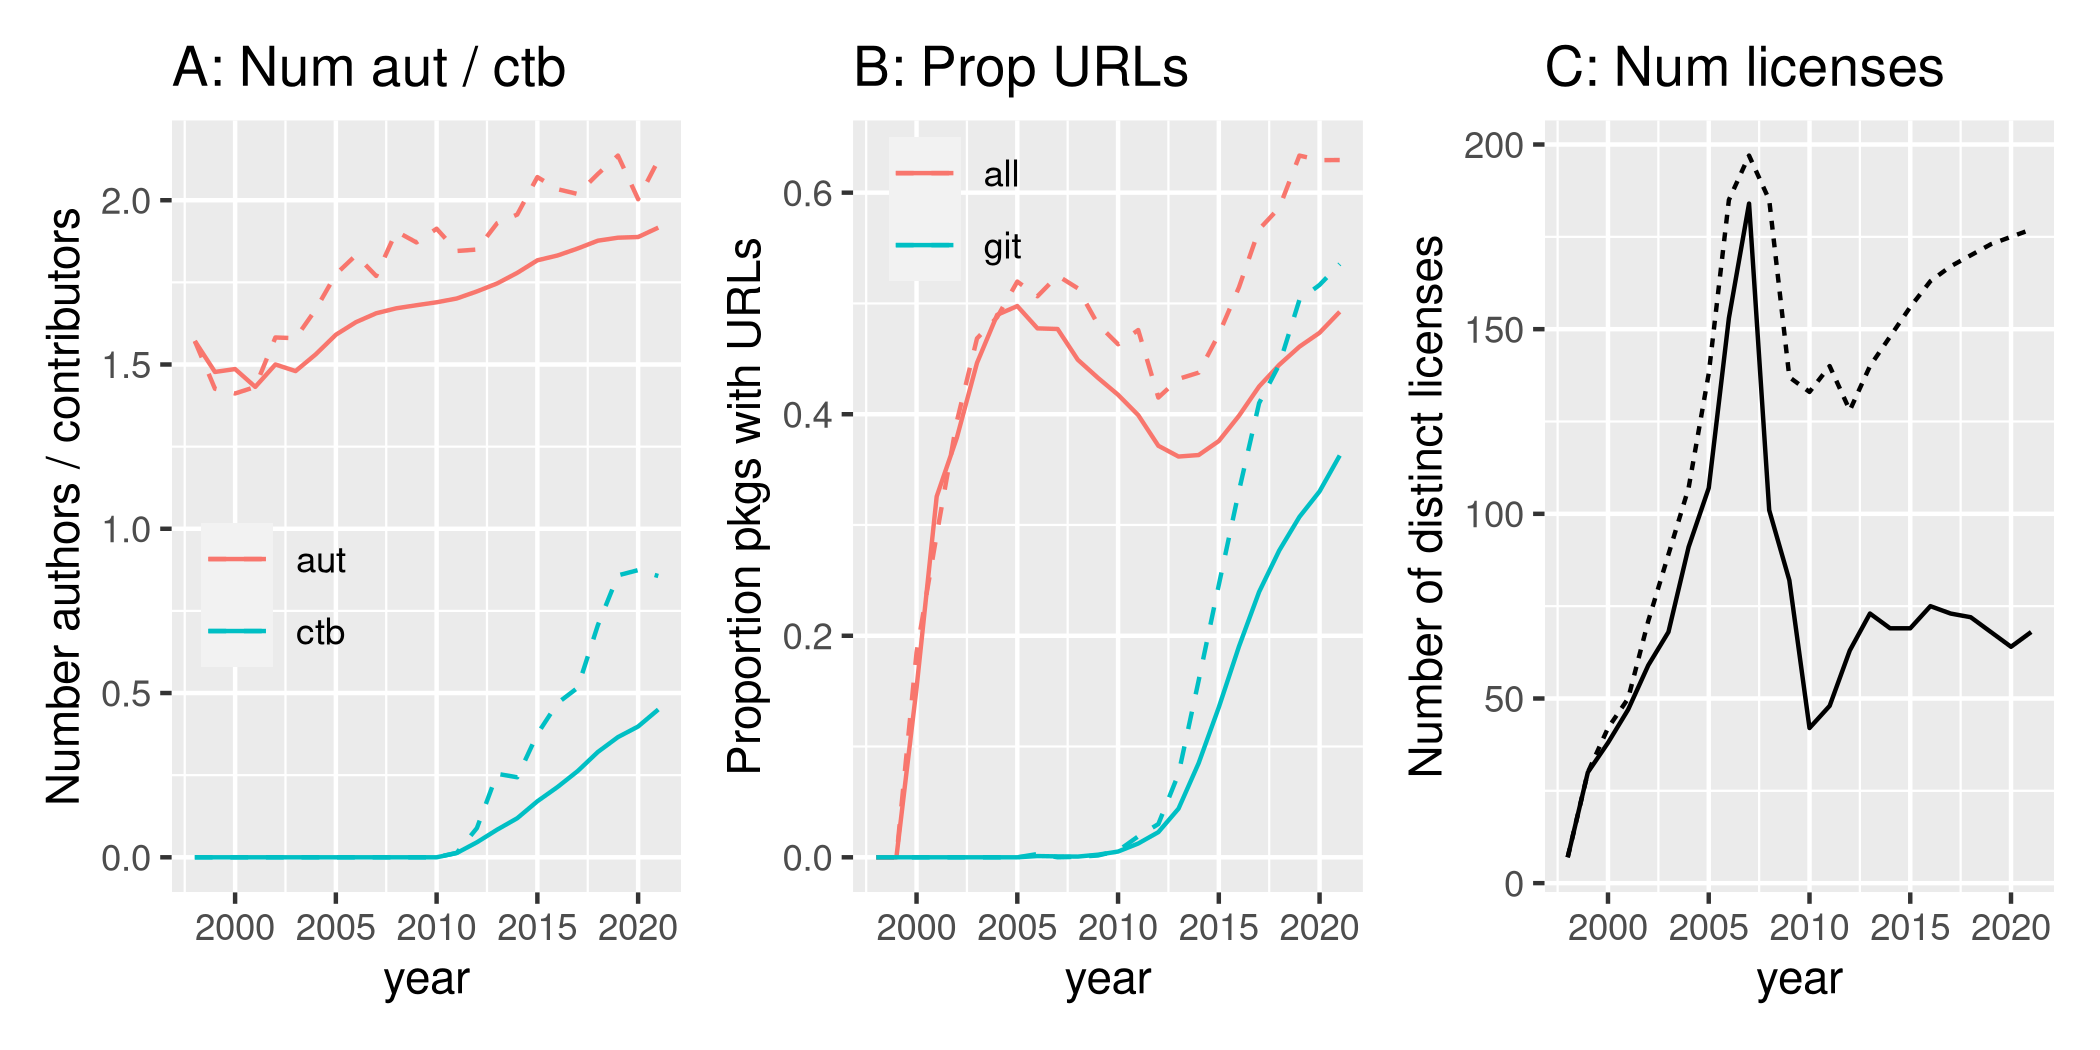 A: Num aut / ctb
Number authors / contributors
2.0
1.5
1.0
0.5
0.0
aut
ctb
2000 2005 2010 2015 2020
year
B: Prop URLs
Proportion pkgs with URLs
0.6
0.4
0.2
0.0
all
git
2000 2005 2010 2015 2020
year
C: Num licenses
Number of distinct licenses
200
150
100
50
0
2000 2005 2010 2015 2020
year